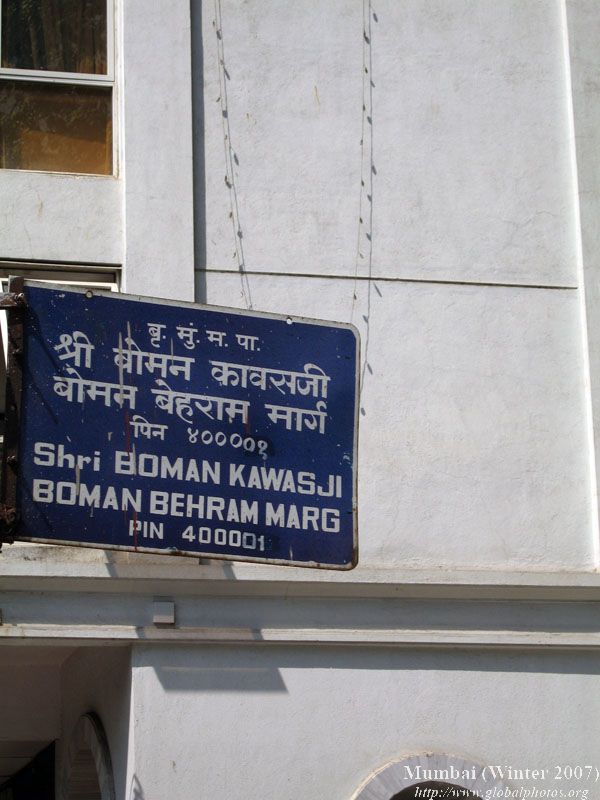 बृ. मुं. म. पा.
श्री बोमन कावसजी
बोमन बेहराम मार्ग
पिन ४००००१
Shri BOMAN KAWASJI
BOMAN BEHRAM MARG
PIN 400001
Mumbai (Winter 2007)
http://www.globalphotos.org